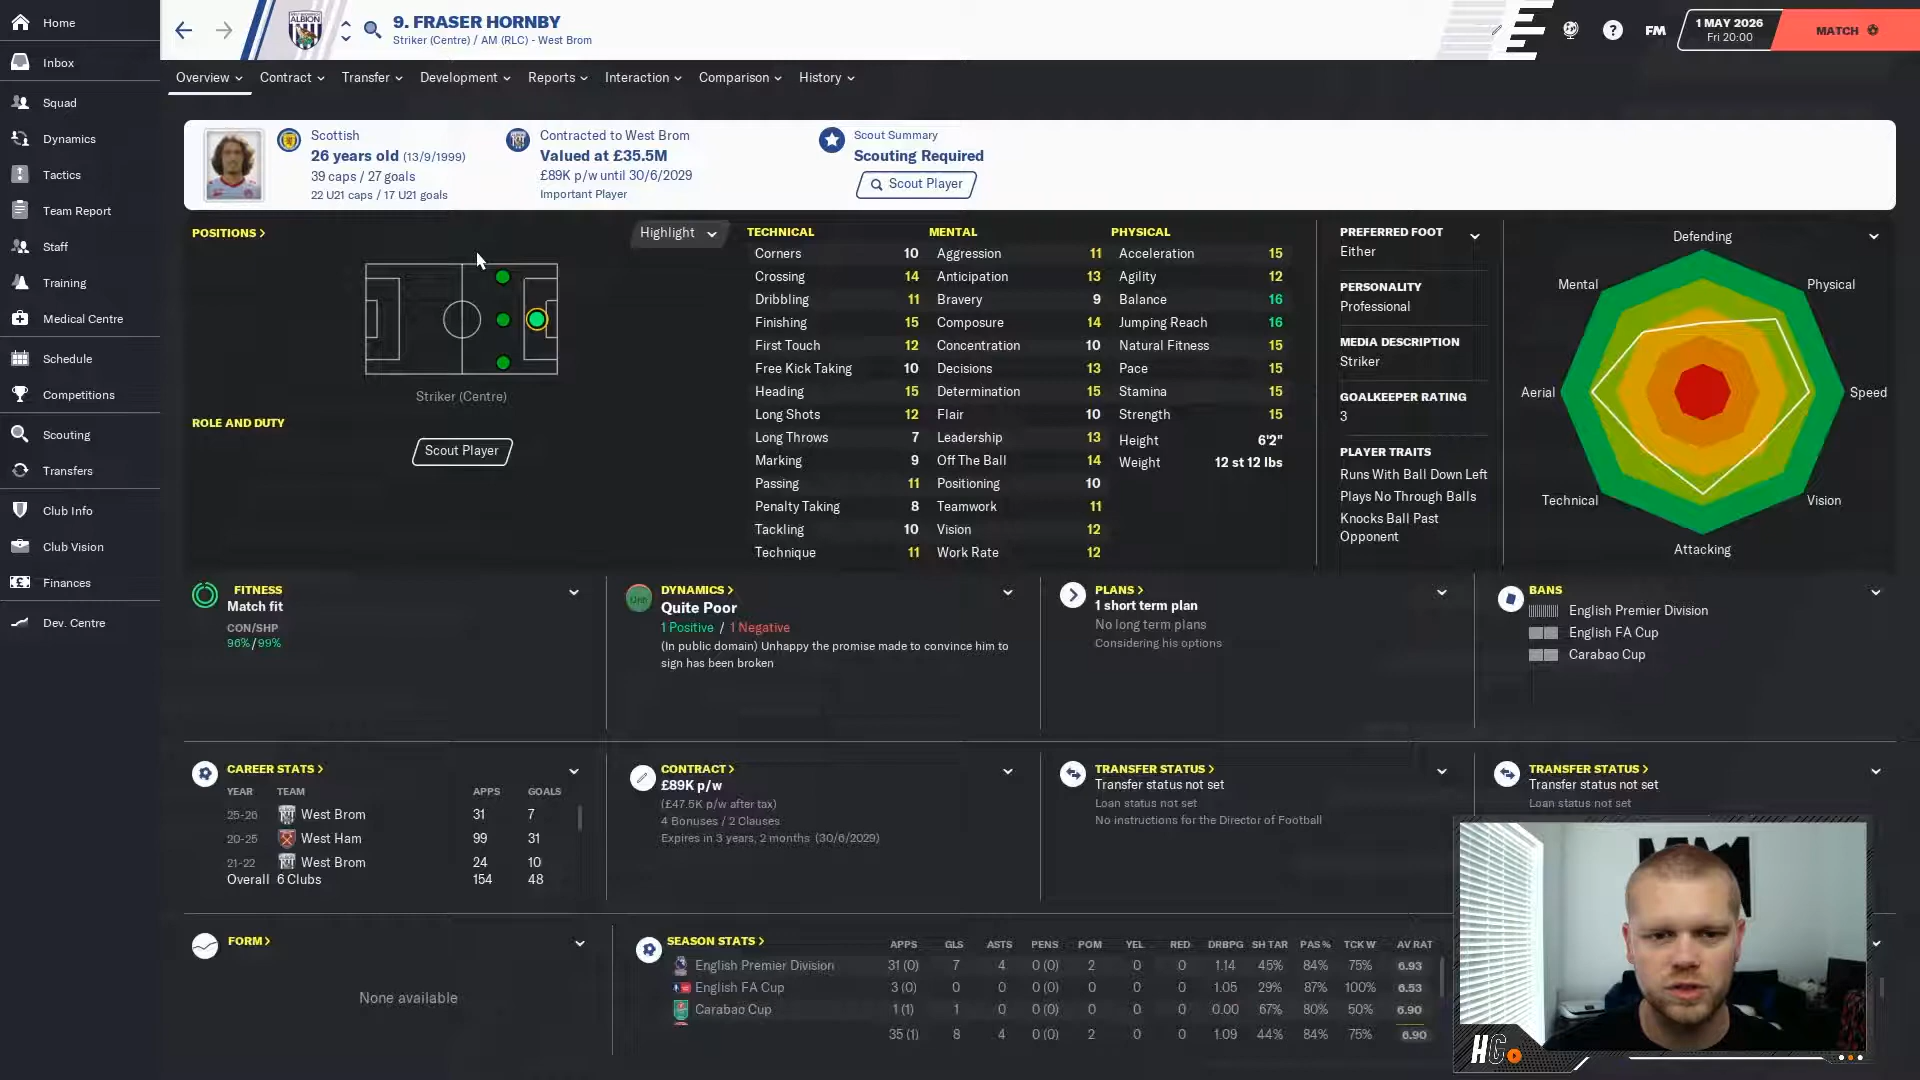 Home
Inbox
Squad
Dynamics
Tactics
Team Report
Staff
Training
Medical Centre
Schedule
Competitions
Scouting
Transfers
Club Info
Club Vision
Finances
Dev. Centre
ALBION
9. FRASER HORNBY
Striker (Centre) / AM (RLC) - West Brom
?
FM
1 MAY 2026
Fri 20:00
MATCH
Overview
Contract
Transfer
Development
Reports
Interaction
Comparison
History
Scottish
26 years old (13/9/1999)
39 caps / 27 goals
22 U21 caps / 17 U21 goals
Contracted to West Brom
Valued at £35.5M
£89K p/w until 30/6/2029
Important Player
Scout Summary
Scouting Required
Scout Player
POSITIONS >
Striker (Centre)
ROLE AND DUTY
Scout Player
Highlight
TECHNICAL
Corners 10
Crossing 14
Dribbling 11
Finishing 15
First Touch 12
Free Kick Taking 10
Heading 15
Long Shots 12
Long Throws 7
Marking 9
Passing 11
Penalty Taking 8
Tackling 10
Technique 11
MENTAL
Aggression 11
Anticipation 13
Bravery 9
Composure 14
Concentration 10
Decisions 13
Determination 15
Flair 10
Leadership 13
Off The Ball 14
Positioning 10
Teamwork 11
Vision 12
Work Rate 12
PHYSICAL
Acceleration 15
Agility 12
Balance 16
Jumping Reach 16
Natural Fitness 15
Pace 15
Stamina 15
Strength 15
Height 6'2"
Weight 12 st 12 lbs
PREFERRED FOOT
Either
PERSONALITY
Professional
MEDIA DESCRIPTION
Striker
GOALKEEPER RATING
3
PLAYER TRAITS
Runs With Ball Down Left
Plays No Through Balls
Knocks Ball Past
Opponent
Defending
Mental
Physical
Aerial
Speed
Technical
Vision
Attacking
FITNESS
Match fit
CON/SHP
96%/99%
DYNAMICS >
Quite Poor
1 Positive / 1 Negative
(In public domain) Unhappy the promise made to convince him to
sign has been broken
PLANS >
1 short term plan
No long term plans
Considering his options
BANS
English Premier Division
English FA Cup
Carabao Cup
CAREER STATS >
YEAR TEAM APPS GOALS
25-26 West Brom 31 7
20-25 West Ham 99 31
21-22 West Brom 24 10
Overall 6 Clubs 154 48
CONTRACT >
£89K p/w
(£47.5K p/w after tax)
4 Bonuses / 2 Clauses
Expires in 3 years, 2 months (30/6/2029)
TRANSFER STATUS >
Transfer status not set
Loan status not set
No instructions for the Director of Football
TRANSFER STATUS >
Transfer status not set
Loan status not set
FORM >
None available
SEASON STATS >
APPS GLS ASTS PENS POM YEL RED DRBPG SH TAR PAS % TCK W AV RAT
English Premier Division 31 (0) 7 4 0 (0) 2 0 0 1.14 45% 84% 75% 6.93
English FA Cup 3 (0) 0 0 0 (0) 0 0 0 1.05 29% 87% 100% 6.53
Carabao Cup 1 (1) 1 0 0 (0) 0 0 0 0.00 67% 80% 50% 6.90
35 (1) 8 4 0 (0) 2 0 0 1.09 44% 84% 75% 6.90
HG